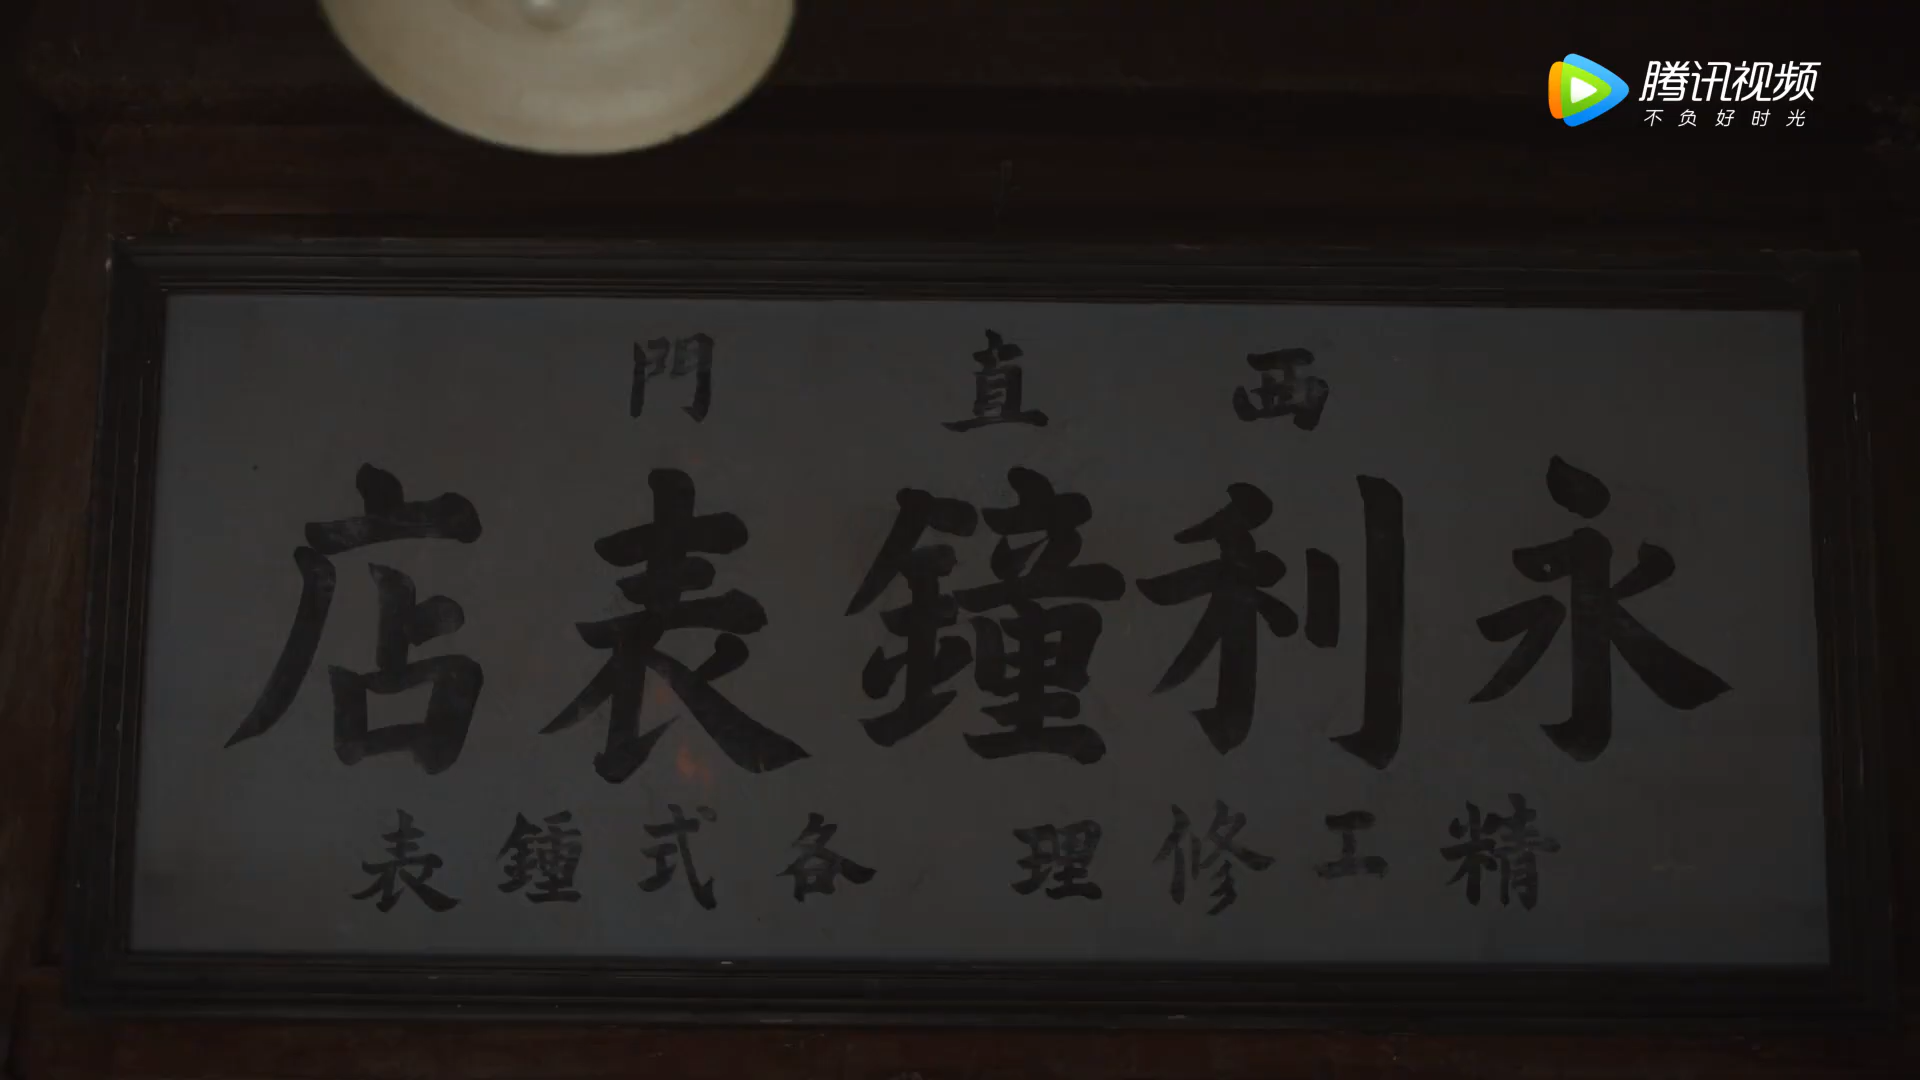 腾讯视频
不负好时光
西直門
永利鐘表店
精工修理 各式鍾表